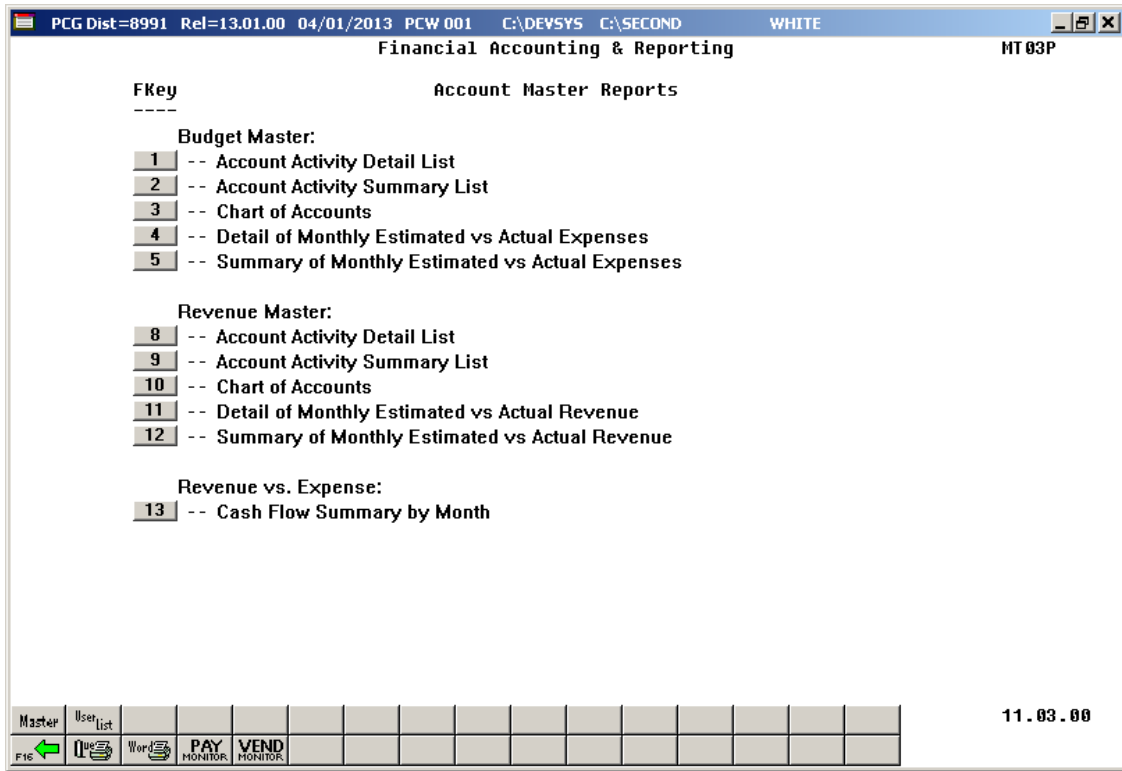 PCG Dist=8991 Rel=13.01.00 04/01/2013 PCW 001 C:\DEVSYS C:\SECOND WHITE
Financial Accounting & Reporting MT03P
FKey Account Master Reports
----
Budget Master:
1 -- Account Activity Detail List
2 -- Account Activity Summary List
3 -- Chart of Accounts
4 -- Detail of Monthly Estimated vs Actual Expenses
5 -- Summary of Monthly Estimated vs Actual Expenses
Revenue Master:
8 -- Account Activity Detail List
9 -- Account Activity Summary List
10 -- Chart of Accounts
11 -- Detail of Monthly Estimated vs Actual Revenue
12 -- Summary of Monthly Estimated vs Actual Revenue
Revenue vs. Expense:
13 -- Cash Flow Summary by Month
Master User List 11.03.00
F16 Que Word PAY MONITOR VEND MONITOR